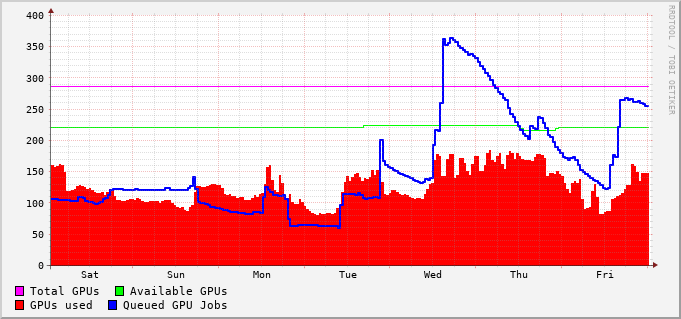 400
350
300
250
200
150
100
50
0
Sat Sun Mon Tue Wed Thu Fri
RRDTOOL / TOBI OETIKER
Total GPUs Available GPUs
GPUs used Queued GPU Jobs